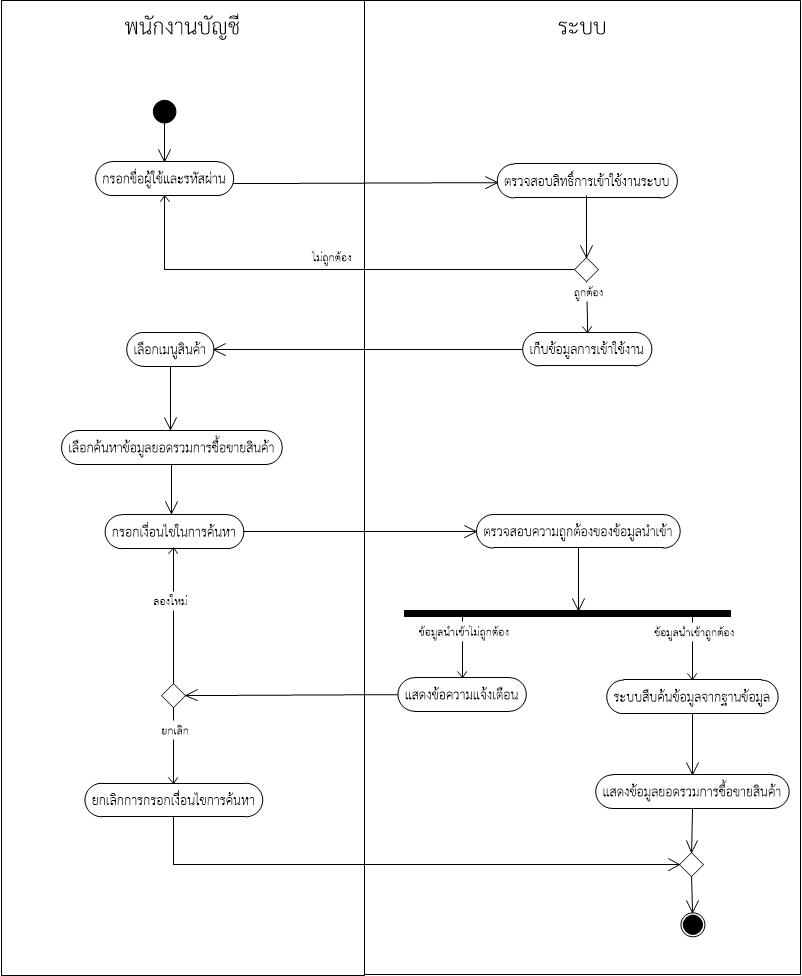 พนักงานบัญชี
ระบบ
กรอกชื่อผู้ใช้และรหัสผ่าน
ตรวจสอบสิทธิ์การเข้าใช้งานระบบ
ไม่ถูกต้อง
ถูกต้อง
เลือกเมนูสินค้า
เก็บข้อมูลการเข้าใช้งาน
เลือกค้นหาข้อมูลยอดรวมการซื้อขายสินค้า
กรอกเงื่อนไขในการค้นหา
ตรวจสอบความถูกต้องของข้อมูลนำเข้า
ลองใหม่
ข้อมูลนำเข้าไม่ถูกต้อง
ข้อมูลนำเข้าถูกต้อง
แสดงข้อความแจ้งเตือน
ระบบสืบค้นข้อมูลจากฐานข้อมูล
ยกเลิก
ยกเลิกการกรอกเงื่อนไขการค้นหา
แสดงข้อมูลยอดรวมการซื้อขายสินค้า